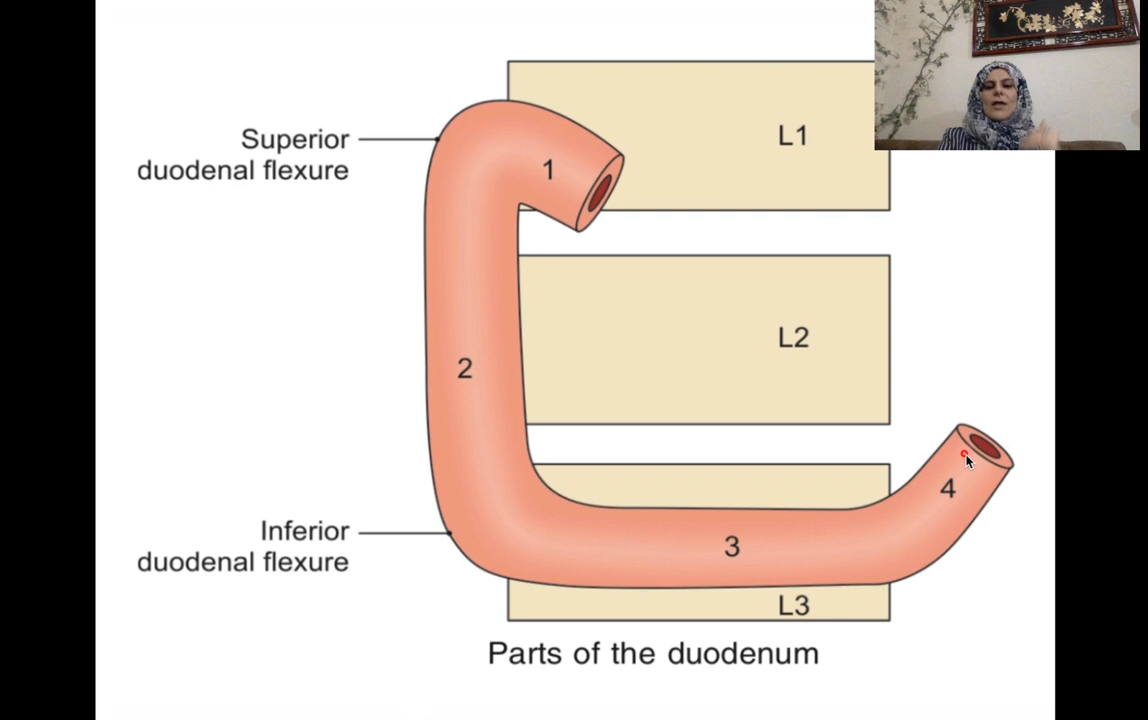 Superior
duodenal flexure
1
L1
2
L2
4
Inferior
duodenal flexure
3
L3
Parts of the duodenum